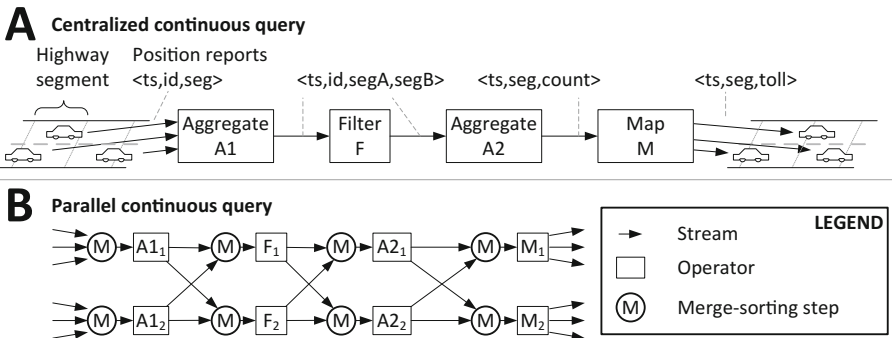 A Centralized continuous query
Highway segment
Position reports <ts,id,seg>
<ts,id,segA,segB>
<ts,seg,count>
<ts,seg,toll>
Aggregate A1
Filter F
Aggregate A2
Map M
B Parallel continuous query
M A1₁ M F₁ M A2₁ M M₁
M A1₂ M F₂ M A2₂ M M₂
LEGEND
Stream
Operator
M Merge-sorting step